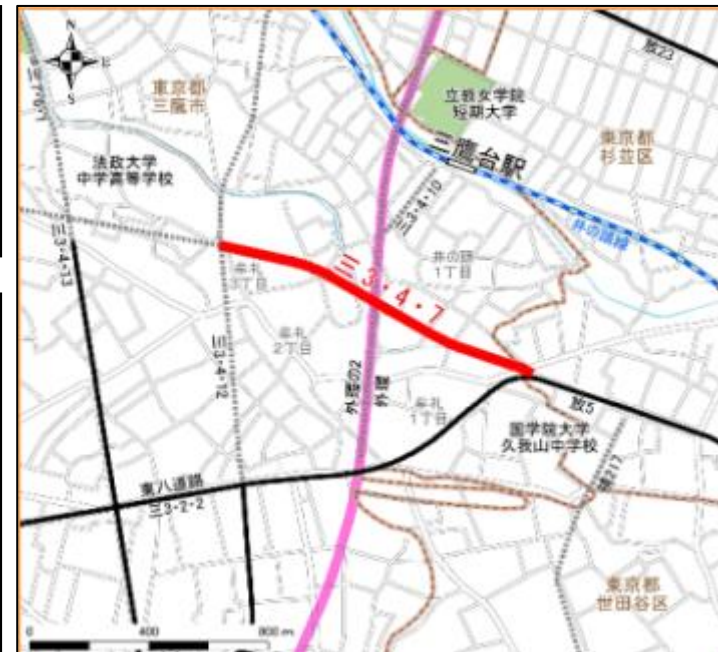 放23
N
E
S
東京都
三鷹市
立教女学院
短期大学
三鷹台駅
東京都
杉並区
法政大学
中学高等学校
三3・4・10
井の頭線
三3・4・13
牟礼
3丁目
三3・4・7
井の頭
1丁目
牟礼
2丁目
三3・4・12
外環の2
外環
牟礼
1丁目
放5
国学院大学
久我山中学校
東八道路
三3・2・2
東京都
世田谷区
0
400
800 m